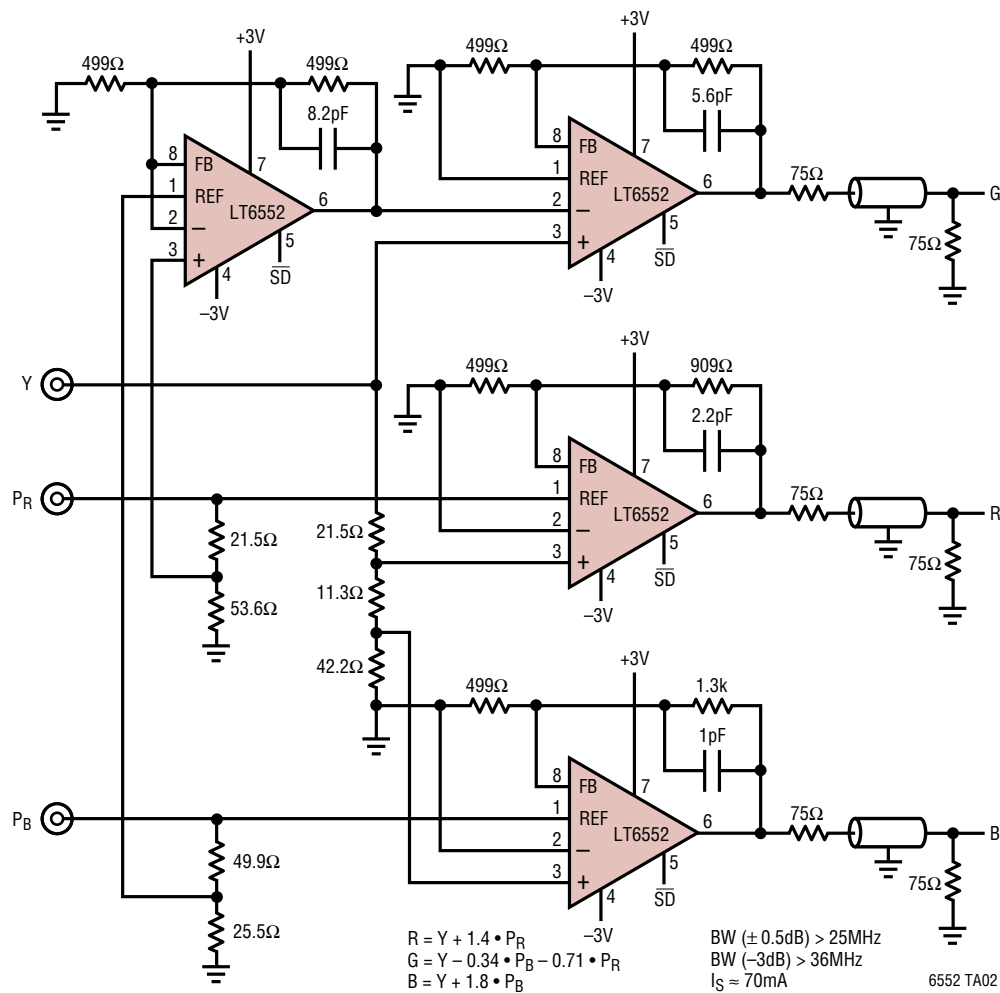 +3V
499Ω
499Ω
8.2pF
8
FB
7
1
REF
LT6552
6
2
–
3
+
5
SD
4
–3V
+3V
499Ω
499Ω
5.6pF
8
FB
7
1
REF
LT6552
6
2
–
3
+
5
SD
4
–3V
75Ω
G
75Ω
Y
+3V
499Ω
909Ω
2.2pF
8
FB
7
1
REF
LT6552
6
2
–
3
+
5
SD
4
–3V
75Ω
R
75Ω
PR
21.5Ω
53.6Ω
21.5Ω
11.3Ω
42.2Ω
+3V
499Ω
1.3k
1pF
8
FB
7
1
REF
LT6552
6
2
–
3
+
5
SD
4
–3V
75Ω
B
75Ω
PB
49.9Ω
25.5Ω
R = Y + 1.4 • PR
G = Y – 0.34 • PB – 0.71 • PR
B = Y + 1.8 • PB
BW (± 0.5dB) > 25MHz
BW (–3dB) > 36MHz
IS ≈ 70mA
6552 TA02